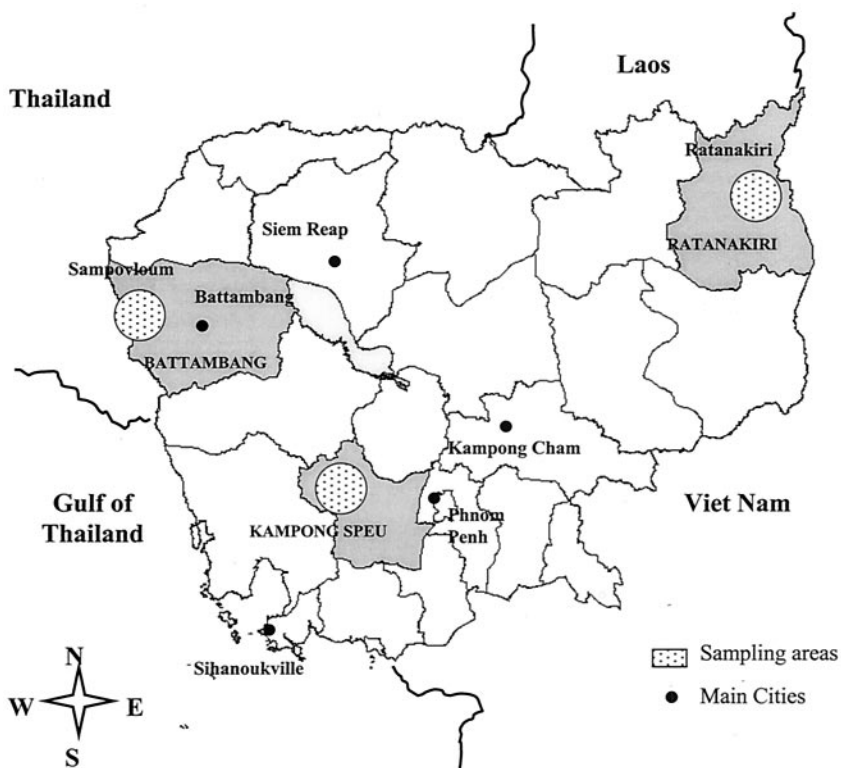 Laos
Thailand
Ratanakiri
Siem Reap
RATANAKIRI
Sampovloum
Battambang
BATTAMBANG
Kampong Cham
Gulf of
Thailand
Viet Nam
KAMPONG SPEU
Phnom
Penh
Sihanoukville
Sampling areas
Main Cities
N
W
E
S